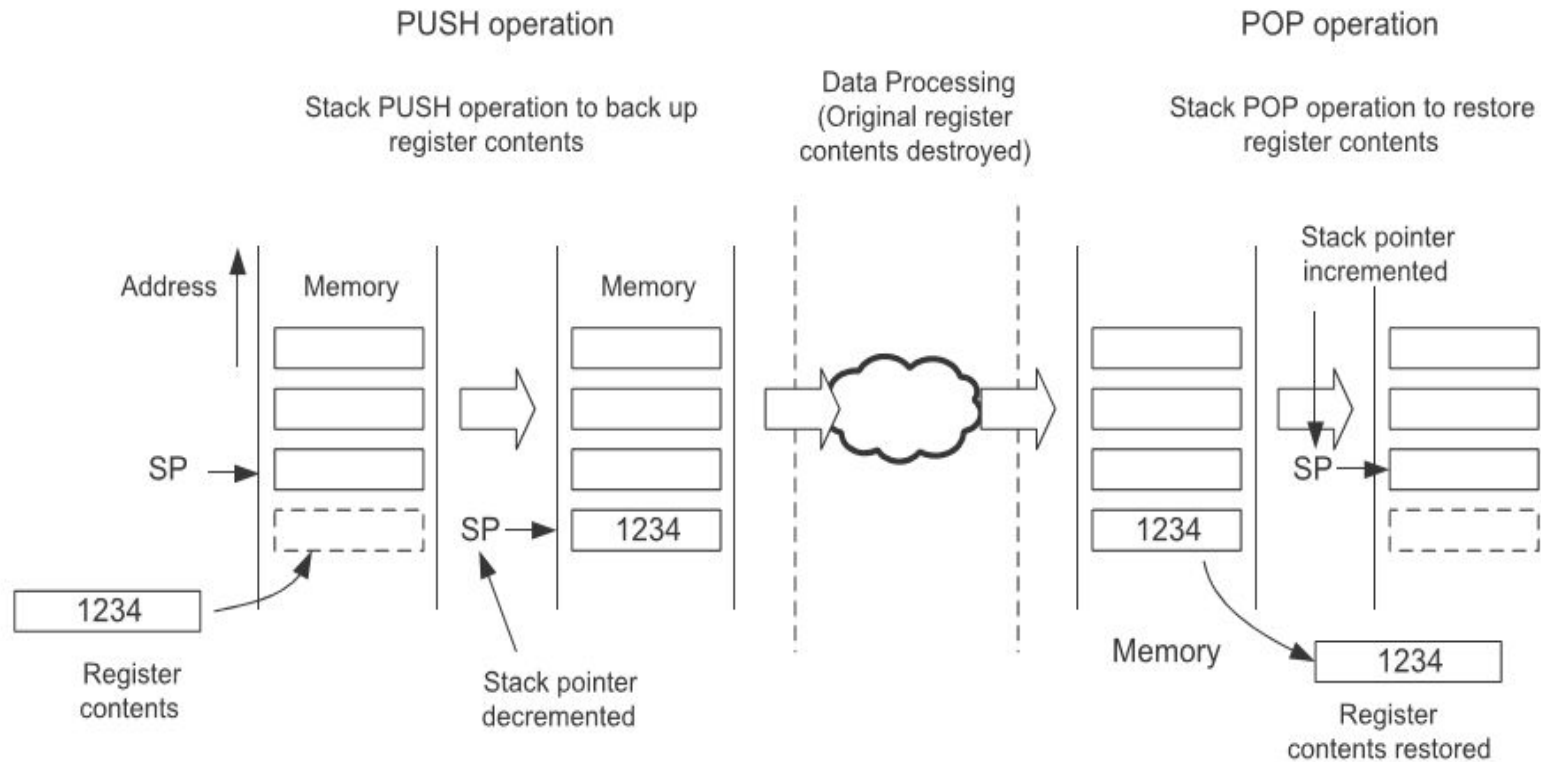 PUSH operation
POP operation
Stack PUSH operation to back up
register contents
Data Processing
(Original register
contents destroyed)
Stack POP operation to restore
register contents
Stack pointer
incremented
Address
Memory
Memory
SP
SP
1234
1234
SP
1234
1234
Register
contents
Stack pointer
decremented
Memory
1234
Register
contents restored